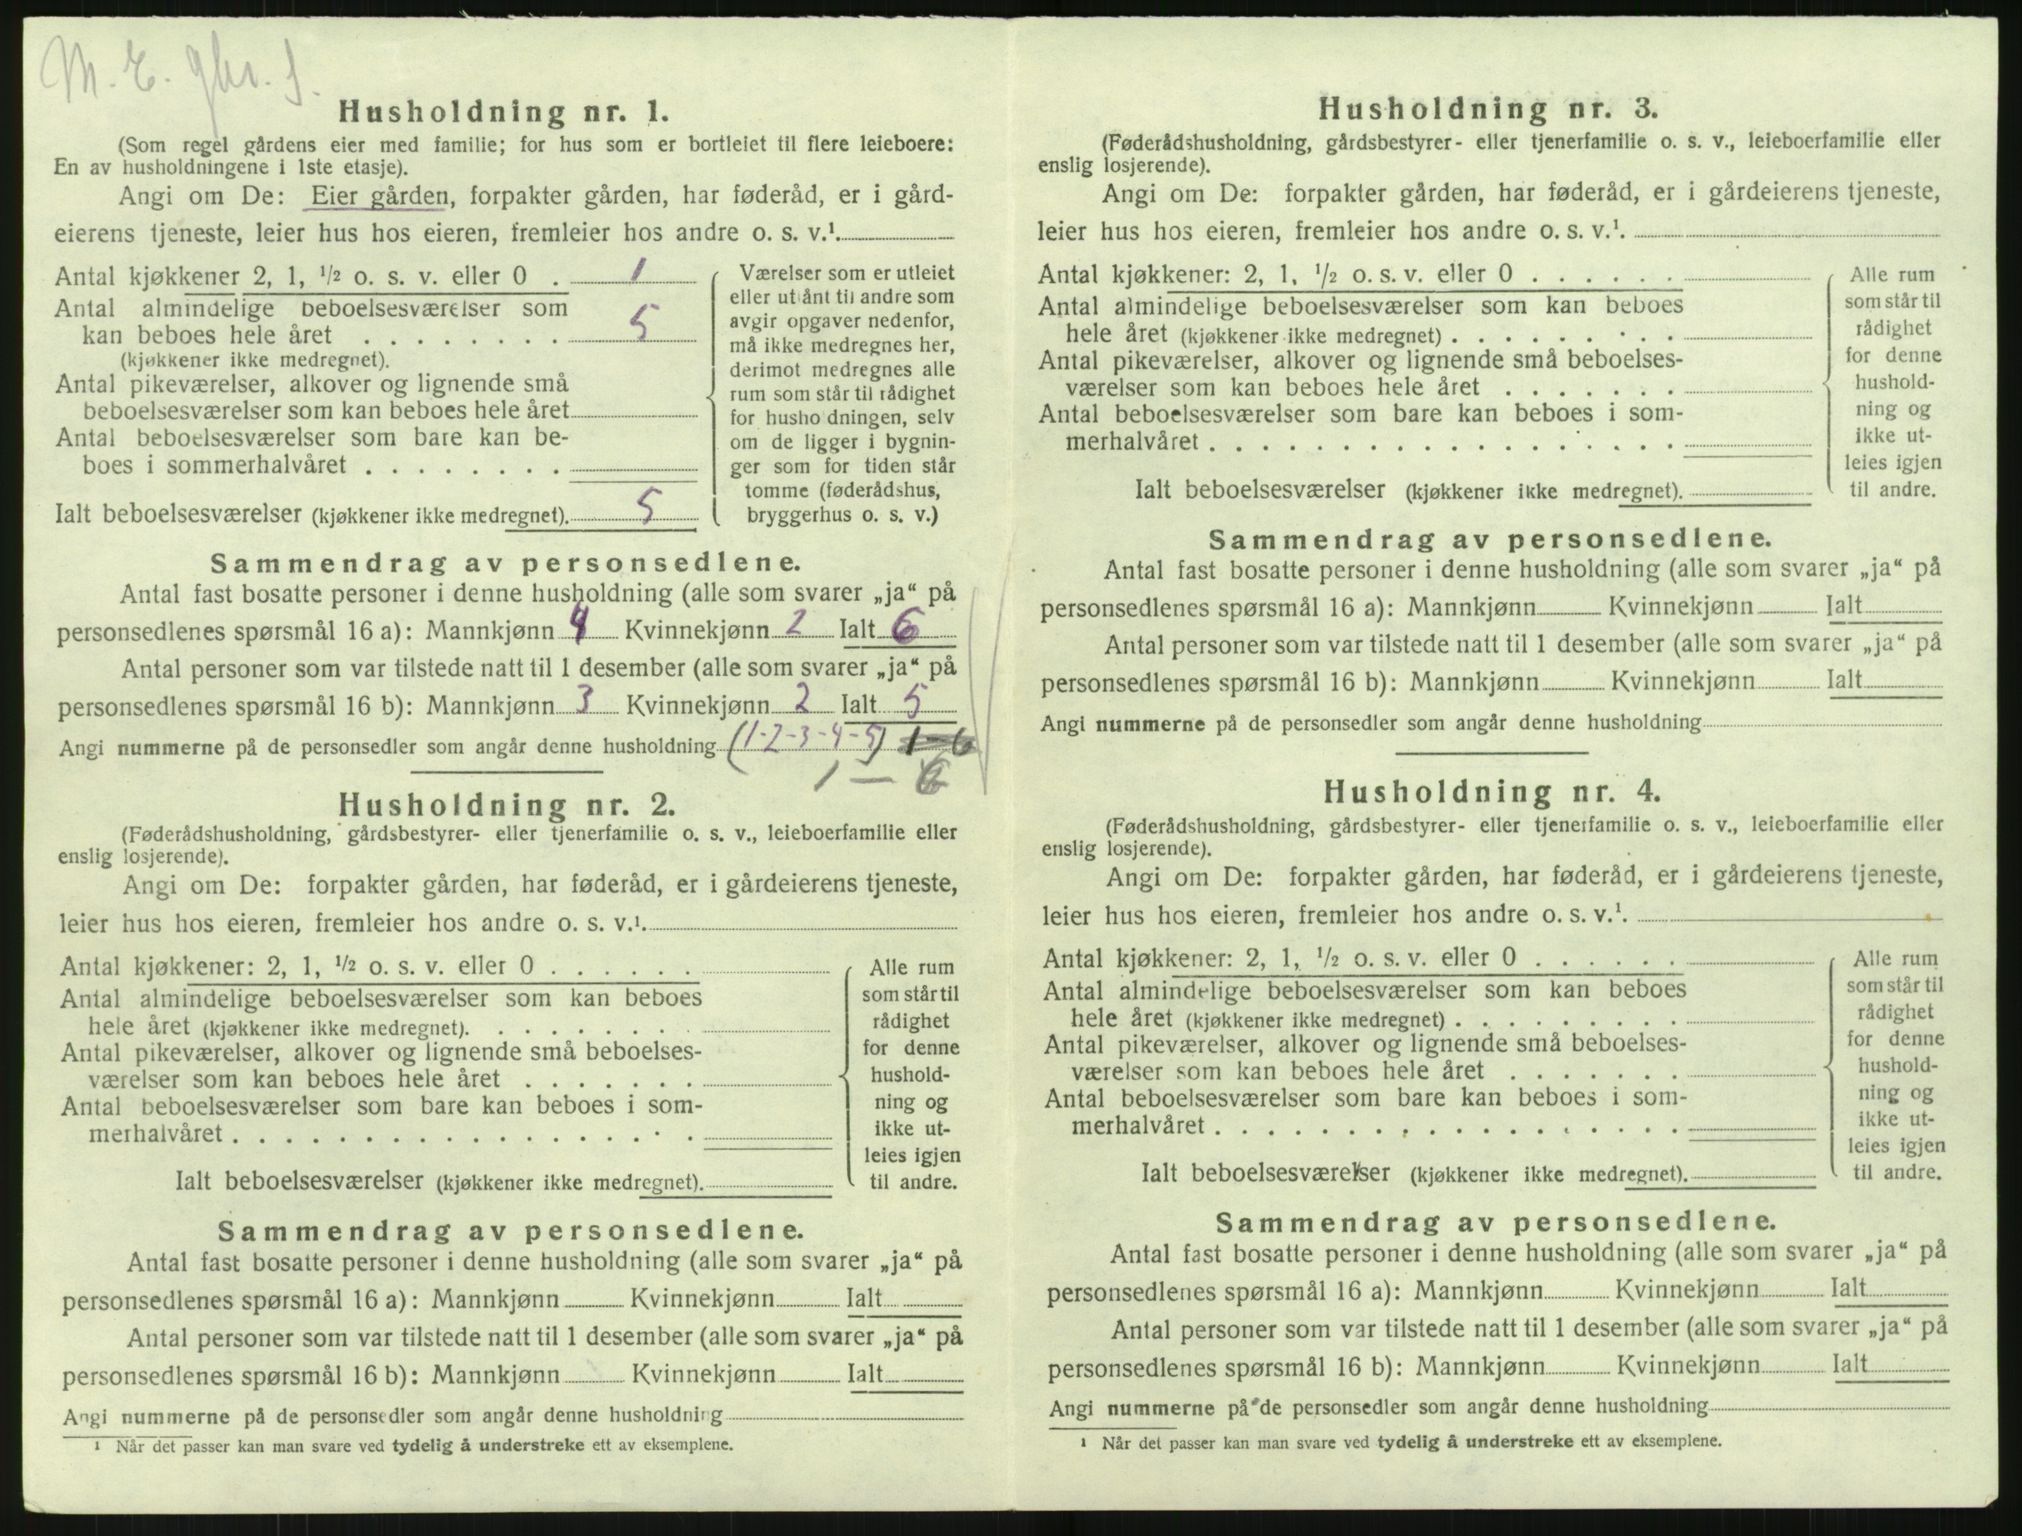 M. E. gbr. f.
Husholdning nr. 1.
(Som regel gårdens eier med familie; for hus som er bortleiet til flere leieboere:
En av husholdningene i 1ste etasje).
Angi om De: Eier gården, forpakter gården, har føderåd, er i gård-
eierens tjeneste, leier hus hos eieren, fremleier hos andre o. s. v.¹.
Antal kjøkkener 2, 1, ½ o. s. v. eller 0 . 1
Antal almindelige beboelsesværelser som
kan beboes hele året . . . . . . . . 5
(kjøkkener ikke medregnet).
Antal pikeværelser, alkover og lignende små
beboelsesværelser som kan beboes hele året
Antal beboelsesværelser som bare kan be-
boes i sommerhalvåret . . . . . . . .
Ialt beboelsesværelser (kjøkkener ikke medregnet). 5
Værelser som er utleiet
eller utlånt til andre som
avgir opgaver nedenfor,
må ikke medregnes her,
derimot medregnes alle
rum som står til rådighet
for husho dningen, selv
om de ligger i bygnin-
ger som for tiden står
tomme (føderådshus,
bryggerhus o. s. v.)
Sammendrag av personsedlene.
Antal fast bosatte personer i denne husholdning (alle som svarer „ja“ på
personsedlenes spørsmål 16 a): Mannkjønn 4 Kvinnekjønn 2 Ialt 6
Antal personer som var tilstede natt til 1 desember (alle som svarer „ja“ på
personsedlenes spørsmål 16 b): Mannkjønn 3 Kvinnekjønn 2 Ialt 5
Angi nummerne på de personsedler som angår denne husholdning (1-2-3-4-5) 1-6
1 — 6
Husholdning nr. 2.
(Føderådshusholdning, gårdsbestyrer- eller tjenerfamilie o. s. v., leieboerfamilie eller
enslig losjerende).
Angi om De: forpakter gården, har føderåd, er i gårdeierens tjeneste,
leier hus hos eieren, fremleier hos andre o. s. v.¹.
Antal kjøkkener: 2, 1, ½ o. s. v. eller 0 . . . . . .
Antal almindelige beboelsesværelser som kan beboes
hele året (kjøkkener ikke medregnet). . . . . . . . .
Antal pikeværelser, alkover og lignende små beboelses-
værelser som kan beboes hele året . . . . . . .
Antal beboelsesværelser som bare kan beboes i som-
merhalvåret . . . . . . . . . . . . . . . . . .
Ialt beboelsesværelser (kjøkkener ikke medregnet).
Alle rum
som står til
rådighet
for denne
hushold-
ning og
ikke ut-
leies igjen
til andre.
Sammendrag av personsedlene.
Antal fast bosatte personer i denne husholdning (alle som svarer „ja“ på
personsedlenes spørsmål 16 a): Mannkjønn Kvinnekjønn Ialt
Antal personer som var tilstede natt til 1 desember (alle som svarer „ja“ på
personsedlenes spørsmål 16 b): Mannkjønn Kvinnekjønn Ialt
Angi nummerne på de personsedler som angår denne husholdning
¹ Når det passer kan man svare ved tydelig å understreke ett av eksemplene.
Husholdning nr. 3.
(Føderådshusholdning, gårdsbestyrer- eller tjenerfamilie o. s. v., leieboerfamilie eller
enslig losjerende).
Angi om De: forpakter gården, har føderåd, er i gårdeierens tjeneste,
leier hus hos eieren, fremleier hos andre o. s. v.¹.
Antal kjøkkener: 2, 1, ½ o. s. v. eller 0 . . . . . .
Antal almindelige beboelsesværelser som kan beboes
hele året (kjøkkener ikke medregnet) . . . . . . . . .
Antal pikeværelser, alkover og lignende små beboelses-
værelser som kan beboes hele året . . . . . . .
Antal beboelsesværelser som bare kan beboes i som-
merhalvåret . . . . . . . . . . . . . . . . . .
Ialt beboelsesværelser (kjøkkener ikke medregnet).
Alle rum
som står til
rådighet
for denne
hushold-
ning og
ikke ut-
leies igjen
til andre.
Sammendrag av personsedlene.
Antal fast bosatte personer i denne husholdning (alle som svarer „ja“ på
personsedlenes spørsmål 16 a): Mannkjønn Kvinnekjønn Ialt
Antal personer som var tilstede natt til 1 desember (alle som svarer „ja“ på
personsedlenes spørsmål 16 b): Mannkjønn Kvinnekjønn Ialt
Angi nummerne på de personsedler som angår denne husholdning
Husholdning nr. 4.
(Føderådshusholdning, gårdsbestyrer- eller tjenerfamilie o. s. v., leieboerfamilie eller
enslig losjerende).
Angi om De: forpakter gården, har føderåd, er i gårdeierens tjeneste,
leier hus hos eieren, fremleier hos andre o. s. v.¹.
Antal kjøkkener: 2, 1, ½ o. s. v. eller 0 . . . . . .
Antal almindelige beboelsesværelser som kan beboes
hele året (kjøkkener ikke medregnet) . . . . . . . . .
Antal pikeværelser, alkover og lignende små beboelses-
værelser som kan beboes hele året . . . . . . .
Antal beboelsesværelser som bare kan beboes i som-
merhalvåret . . . . . . . . . . . . . . . . . .
Ialt beboelsesværelser (kjøkkener ikke medregnet).
Alle rum
som står til
rådighet
for denne
hushold-
ning og
ikke ut-
leies igjen
til andre.
Sammendrag av personsedlene.
Antal fast bosatte personer i denne husholdning (alle som svarer „ja“ på
personsedlenes spørsmål 16 a): Mannkjønn Kvinnekjønn Ialt
Antal personer som var tilstede natt til 1 desember (alle som svarer „ja“ på
personsedlenes spørsmål 16 b): Mannkjønn Kvinnekjønn Ialt
Angi nummerne på de personsedler som angår denne husholdning
¹ Når det passer kan man svare ved tydelig å understreke ett av eksemplene.